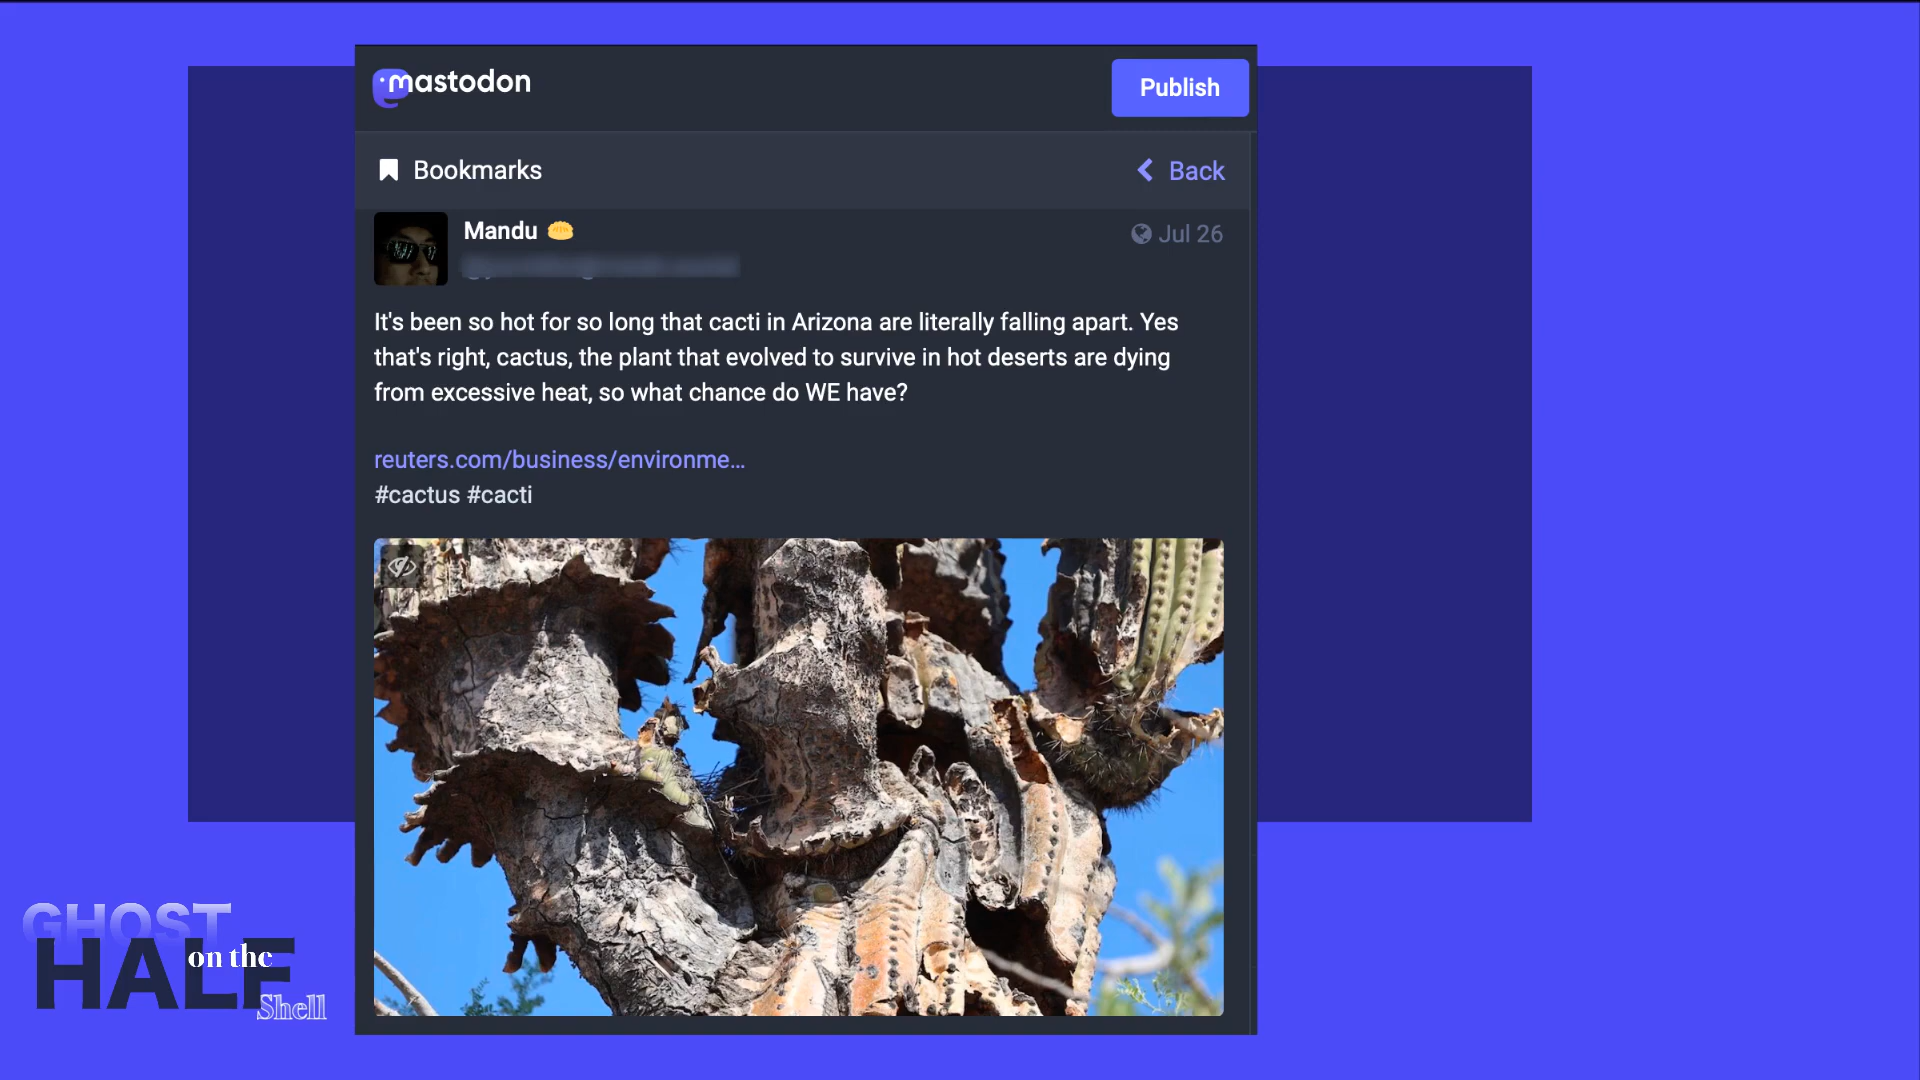 mastodon
Publish
Bookmarks
Back
Mandu
Jul 26
It's been so hot for so long that cacti in Arizona are literally falling apart. Yes
that's right, cactus, the plant that evolved to survive in hot deserts are dying
from excessive heat, so what chance do WE have?
reuters.com/business/environme...
#cactus #cacti
GHOST
on the
HALF
Shell